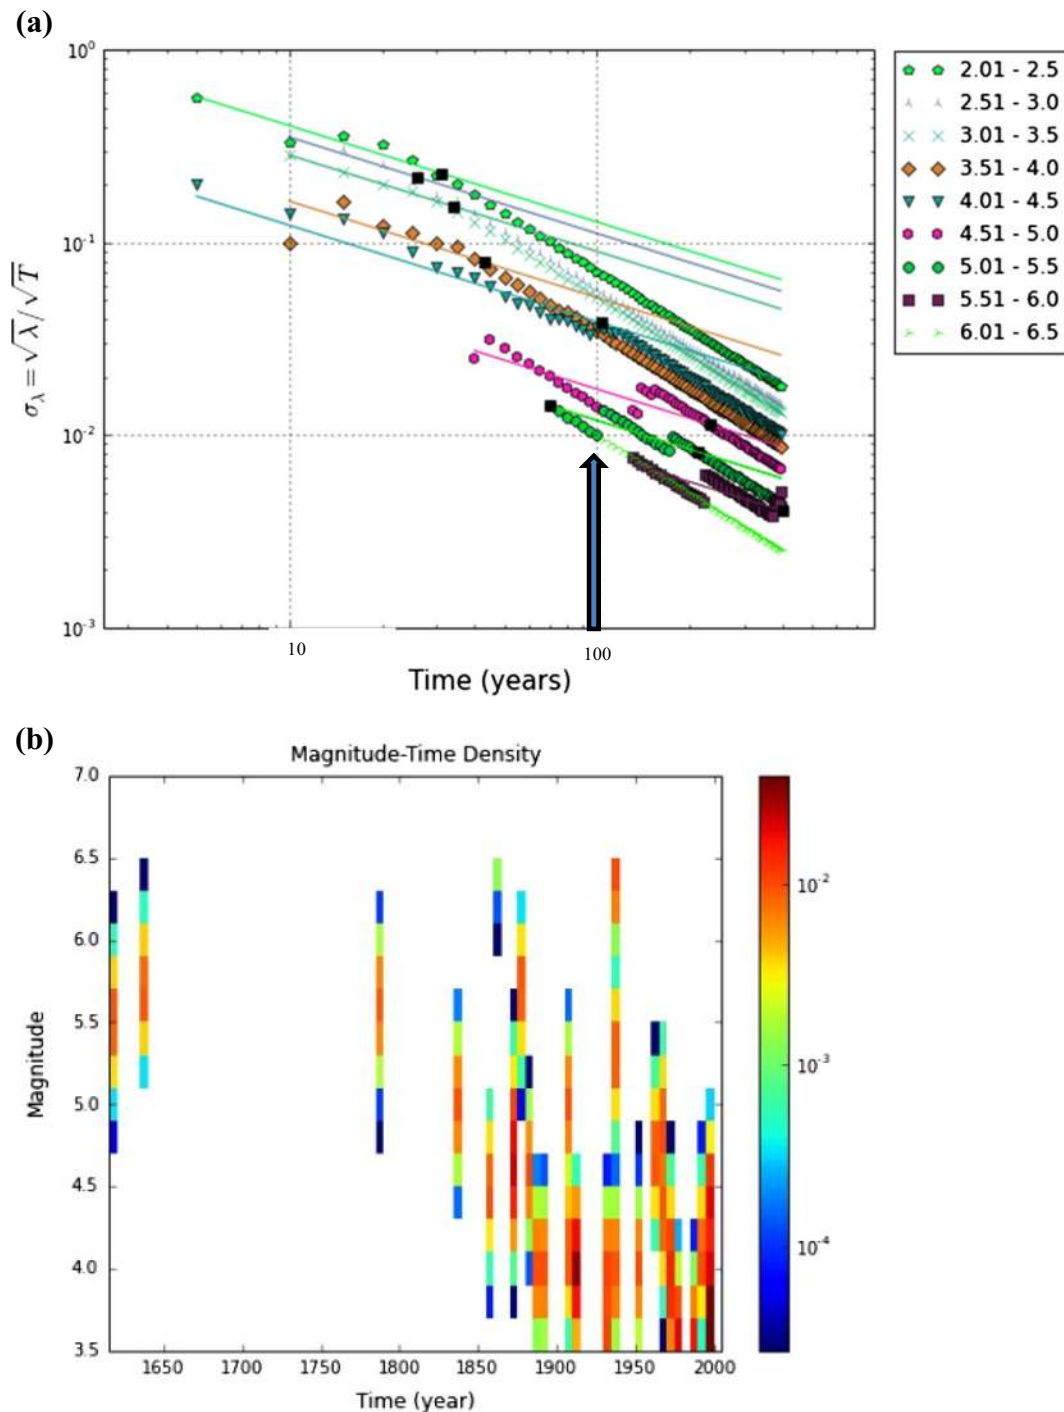 (a)
10^0
10^-1
10^-2
10^-3
σ_λ = √λ/√T
10
100
Time (years)
2.01 - 2.5
2.51 - 3.0
3.01 - 3.5
3.51 - 4.0
4.01 - 4.5
4.51 - 5.0
5.01 - 5.5
5.51 - 6.0
6.01 - 6.5
(b)
Magnitude-Time Density
7.0
6.5
6.0
5.5
5.0
4.5
4.0
3.5
Magnitude
1650 1700 1750 1800 1850 1900 1950 2000
Time (year)
10^-2
10^-3
10^-4